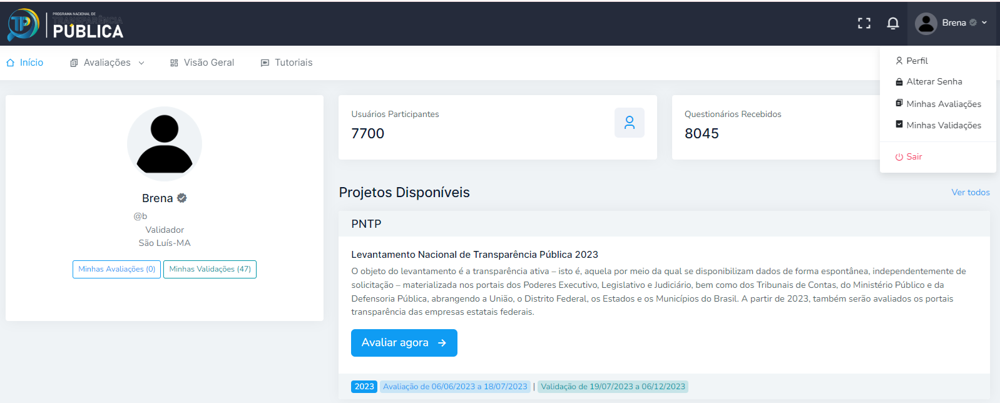 PROGRAMA NACIONAL DE
TRANSPARÊNCIA
PÚBLICA
Brena
Início
Avaliações
Visão Geral
Tutoriais
Perfil
Alterar Senha
Minhas Avaliações
Minhas Validações
Sair
Brena
@b
Validador
São Luís-MA
Minhas Avaliações (0)
Minhas Validações (47)
Usuários Participantes
7700
Questionários Recebidos
8045
Projetos Disponíveis
Ver todos
PNTP
Levantamento Nacional de Transparência Pública 2023
O objeto do levantamento é a transparência ativa – isto é, aquela por meio da qual se disponibilizam dados de forma espontânea, independentemente de
solicitação – materializada nos portais dos Poderes Executivo, Legislativo e Judiciário, bem como dos Tribunais de Contas, do Ministério Público e da
Defensoria Pública, abrangendo a União, o Distrito Federal, os Estados e os Municípios do Brasil. A partir de 2023, também serão avaliados os portais
transparência das empresas estatais federais.
Avaliar agora
2023 Avaliação de 06/06/2023 a 18/07/2023 | Validação de 19/07/2023 a 06/12/2023